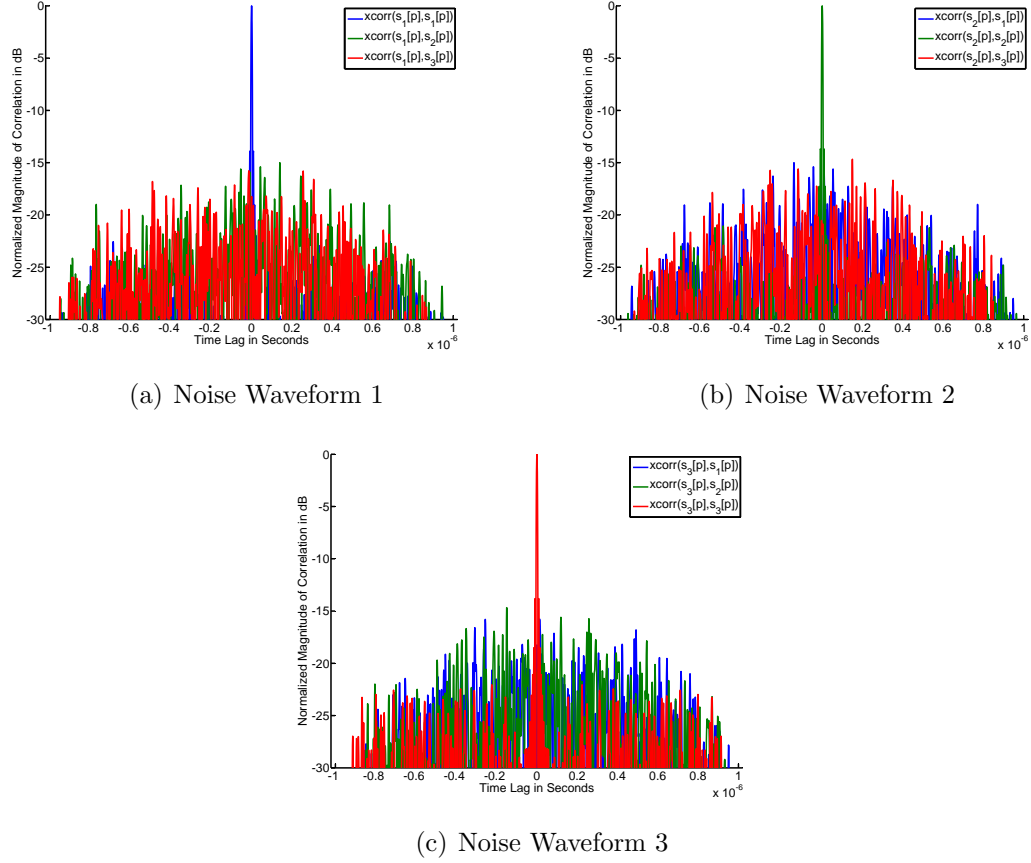 xcorr(s1[p],s1[p])
xcorr(s1[p],s2[p])
xcorr(s1[p],s3[p])
Normalized Magnitude of Correlation in dB
0
-5
-10
-15
-20
-25
-30
-1 -0.8 -0.6 -0.4 -0.2 0 0.2 0.4 0.6 0.8 1
x 10-6
Time Lag in Seconds
(a) Noise Waveform 1
xcorr(s2[p],s1[p])
xcorr(s2[p],s2[p])
xcorr(s2[p],s3[p])
Normalized Magnitude of Correlation in dB
0
-5
-10
-15
-20
-25
-30
-1 -0.8 -0.6 -0.4 -0.2 0 0.2 0.4 0.6 0.8 1
x 10-6
Time Lag in Seconds
(b) Noise Waveform 2
xcorr(s3[p],s1[p])
xcorr(s3[p],s2[p])
xcorr(s3[p],s3[p])
Normalized Magnitude of Correlation in dB
0
-5
-10
-15
-20
-25
-30
-1 -0.8 -0.6 -0.4 -0.2 0 0.2 0.4 0.6 0.8 1
x 10-6
Time Lag in Seconds
(c) Noise Waveform 3